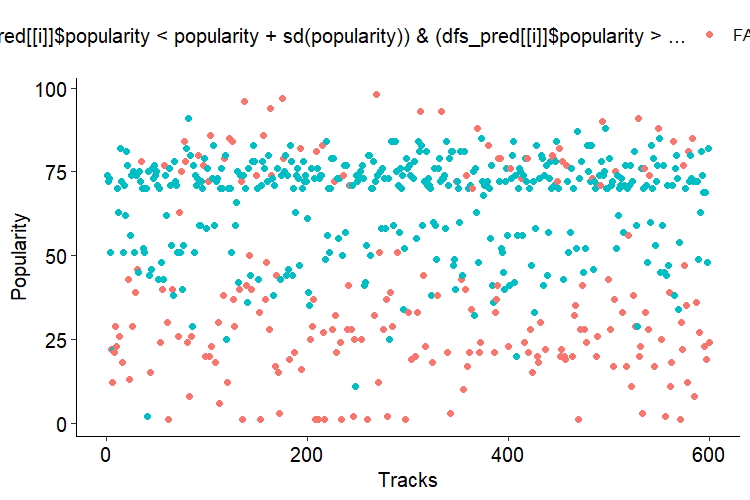 red[[i]]$popularity < popularity + sd(popularity)) & (dfs_pred[[i]]$popularity > ... FA
100
75
50
25
0
Popularity
0 200 400 600
Tracks